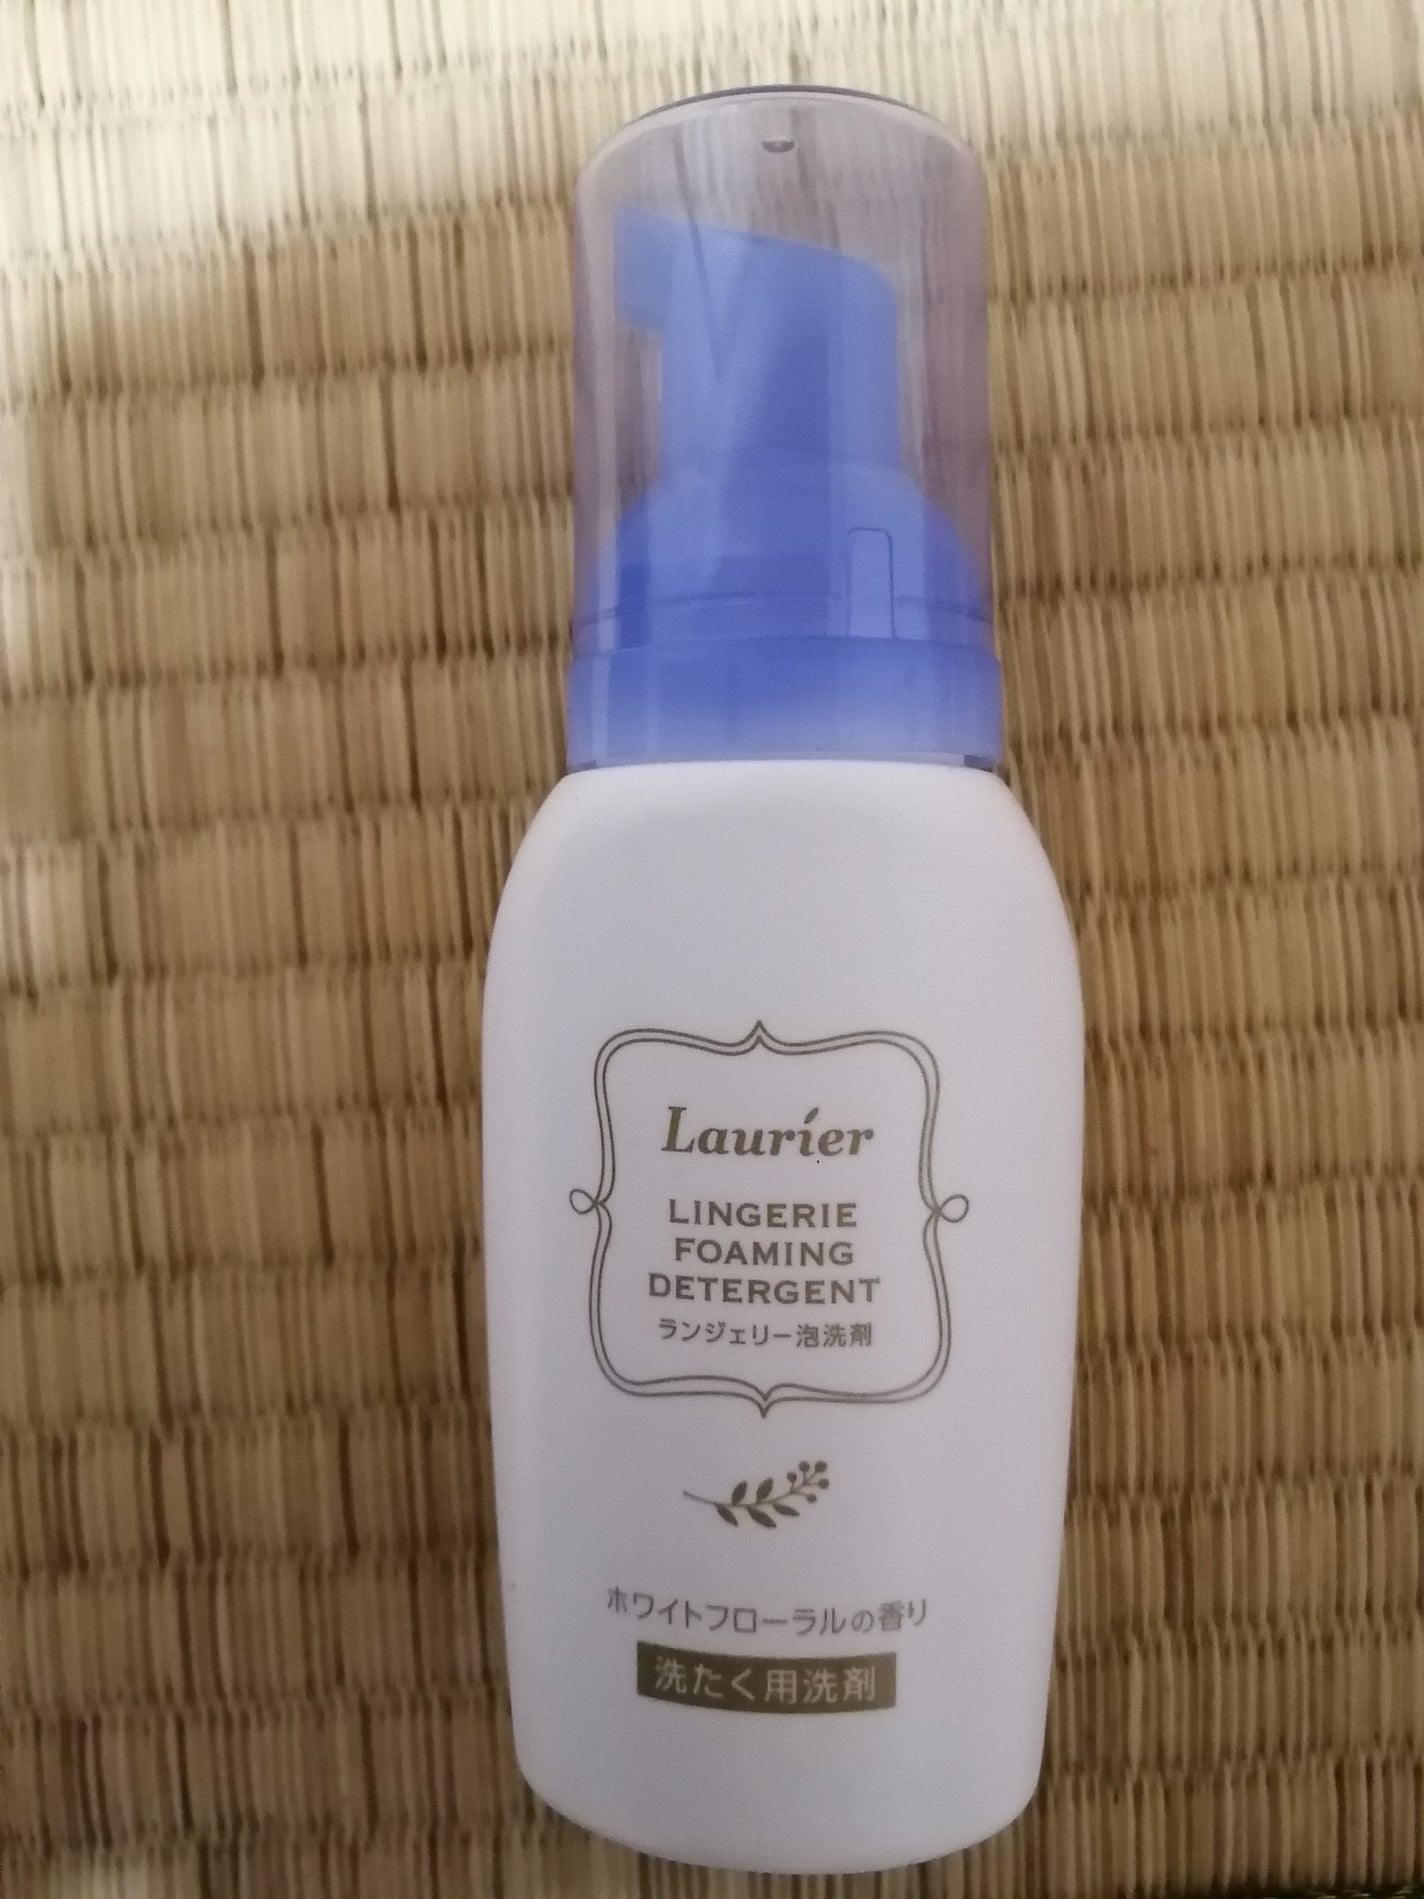 Laurier
LINGERIE
FOAMING
DETERGENT
ランジェリー泡洗剤
ホワイトフローラルの香り
洗たく用洗剤